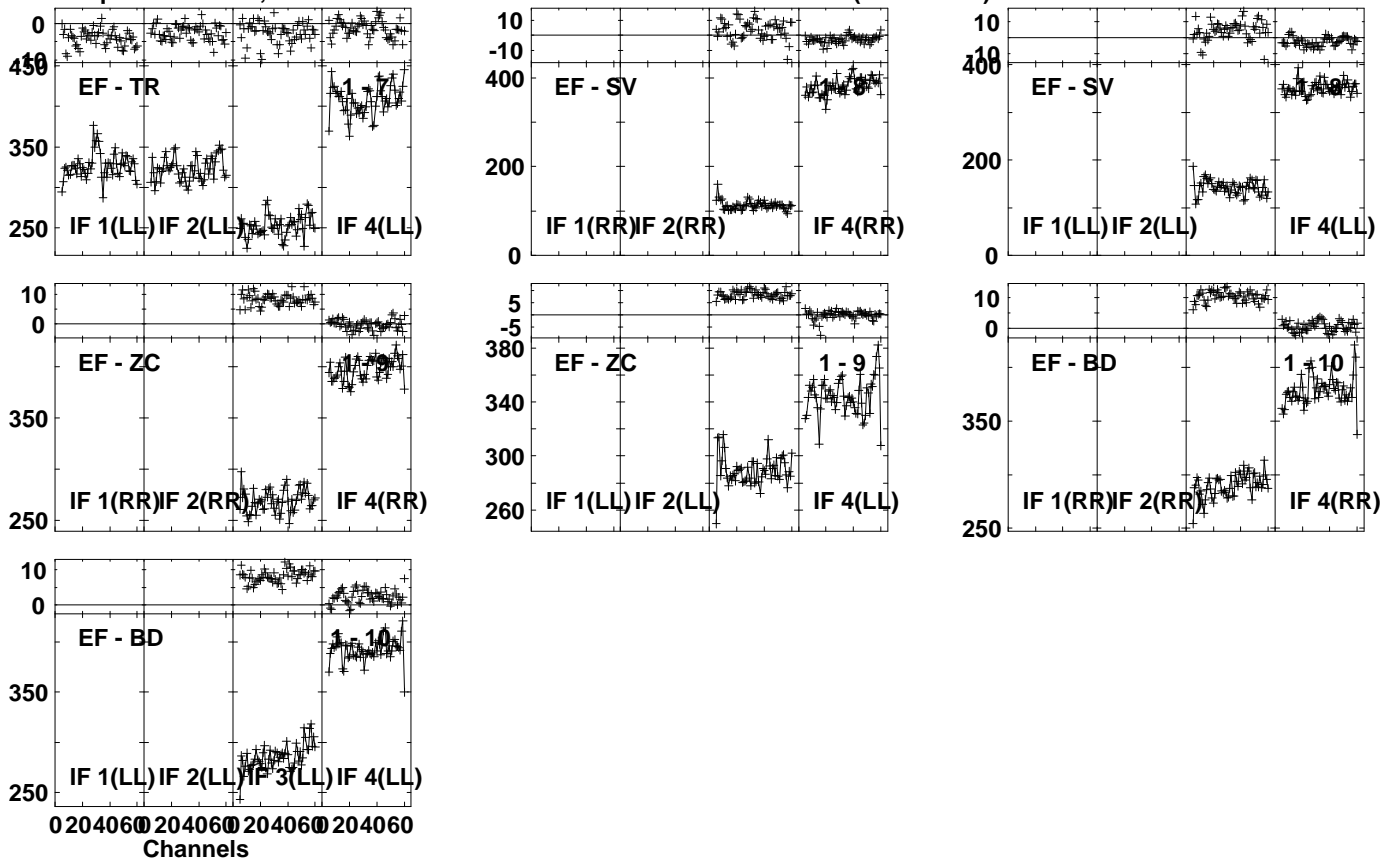 0
10
450
EF - TR
1 - 7
350
250
IF 1(LL) IF 2(LL) IF 4(LL)
10
-10
400
EF - SV
1 - 8
200
0
IF 1(RR) IF 2(RR) IF 4(RR)
10
10
400
EF - SV
1 - 8
200
0
IF 1(LL) IF 2(LL) IF 4(LL)
10
0
EF - ZC
1 - 9
350
250
IF 1(RR) IF 2(RR) IF 4(RR)
5
-5
380
EF - ZC
1 - 9
340
300
260
IF 1(LL) IF 2(LL) IF 4(LL)
10
0
EF - BD
1 - 10
350
250
IF 1(RR) IF 2(RR) IF 4(RR)
10
0
EF - BD
1 - 10
350
250
IF 1(LL) IF 2(LL) IF 3(LL) IF 4(LL)
0 20 40 60 0 20 40 60 0 20 40 60 0 20 40 60
Channels